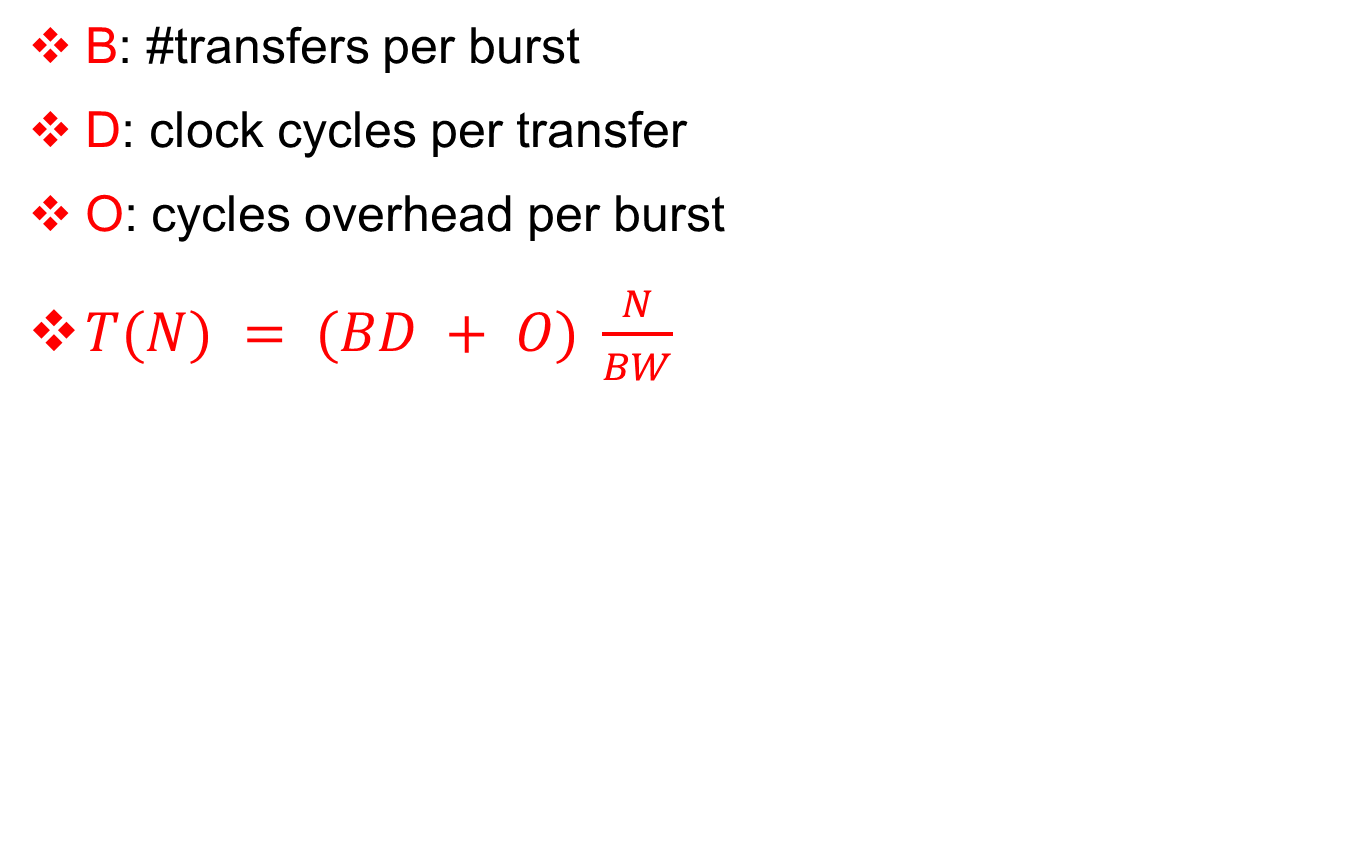 ❖ B: #transfers per burst
❖ D: clock cycles per transfer
❖ O: cycles overhead per burst
❖ T(N) = (BD + O) N/BW